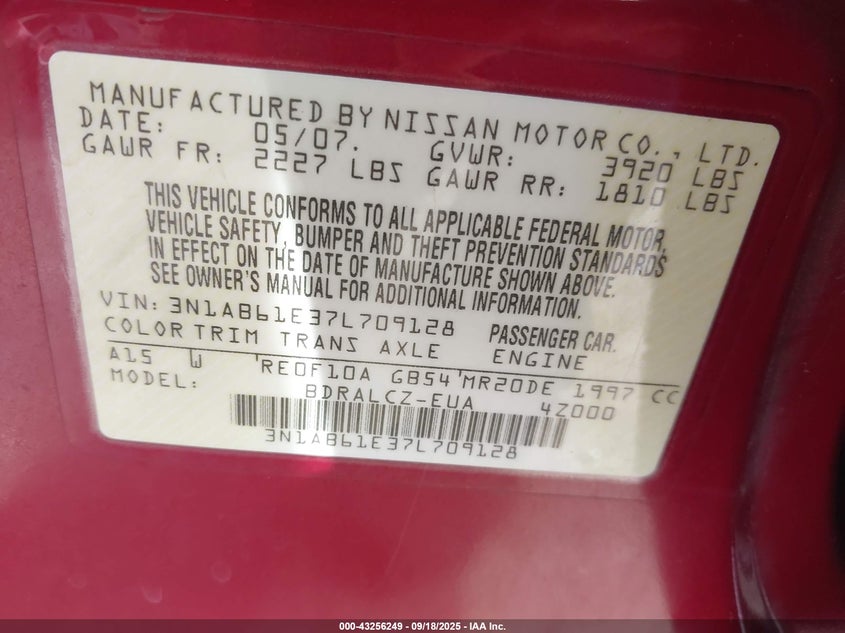 MANUFACTURED BY NISSAN MOTOR CO., LTD.
DATE: 05/07. GVWR: 3920 LBS
GAWR FR: 2227 LBS GAWR RR: 1810 LBS
THIS VEHICLE CONFORMS TO ALL APPLICABLE FEDERAL MOTOR
VEHICLE SAFETY, BUMPER AND THEFT PREVENTION STANDARDS
IN EFFECT ON THE DATE OF MANUFACTURE SHOWN ABOVE.
SEE OWNER'S MANUAL FOR ADDITIONAL INFORMATION.
VIN: 3N1AB61E37L709128 PASSENGER CAR.
COLOR TRIM TRANS AXLE ENGINE
A15 W RE0F10A GB54 MR20DE 1997 CC
MODEL: BDRALCZ-EUA 4Z000
3N1AB61E37L709128
000-43256249 - 09/18/2025 - IAA Inc.